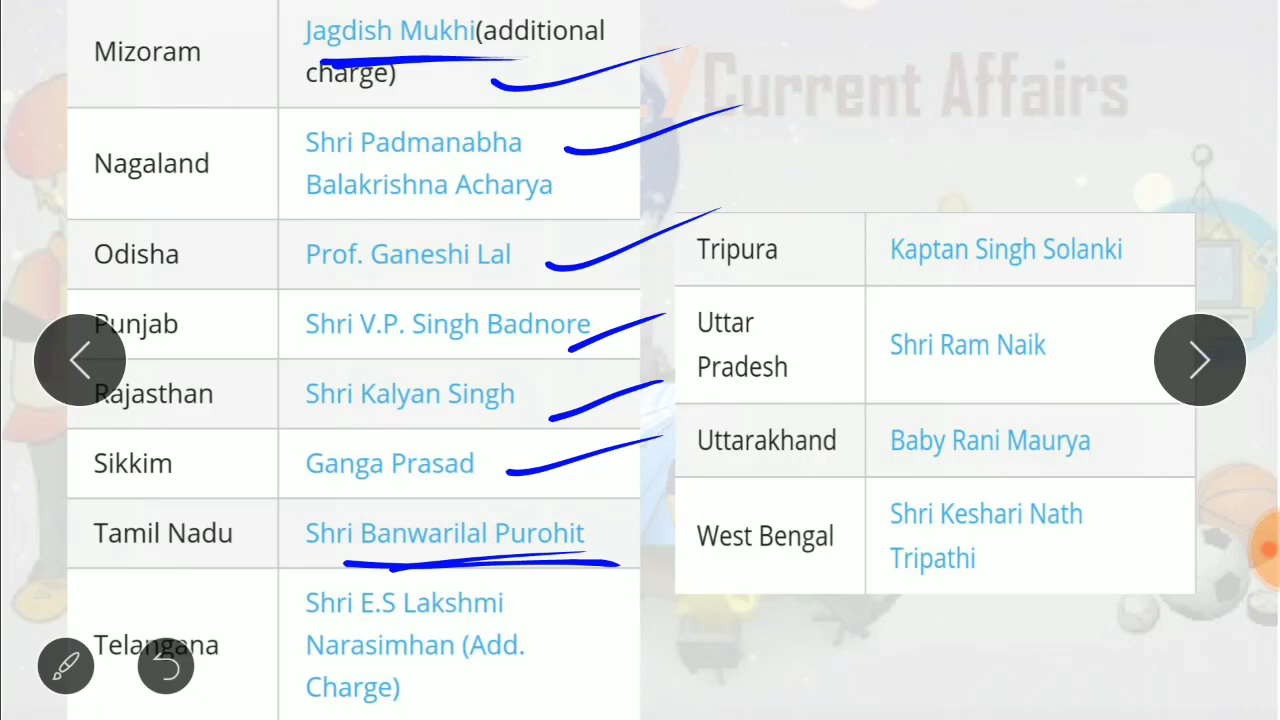 Mizoram
Jagdish Mukhi(additional
charge)
Nagaland
Shri Padmanabha
Balakrishna Acharya
Odisha
Prof. Ganeshi Lal
Punjab
Shri V.P. Singh Badnore
Rajasthan
Shri Kalyan Singh
Sikkim
Ganga Prasad
Tamil Nadu
Shri Banwarilal Purohit
Telangana
Shri E.S Lakshmi
Narasimhan (Add.
Charge)
Y Current Affairs
Tripura
Kaptan Singh Solanki
Uttar
Pradesh
Shri Ram Naik
Uttarakhand
Baby Rani Maurya
West Bengal
Shri Keshari Nath
Tripathi